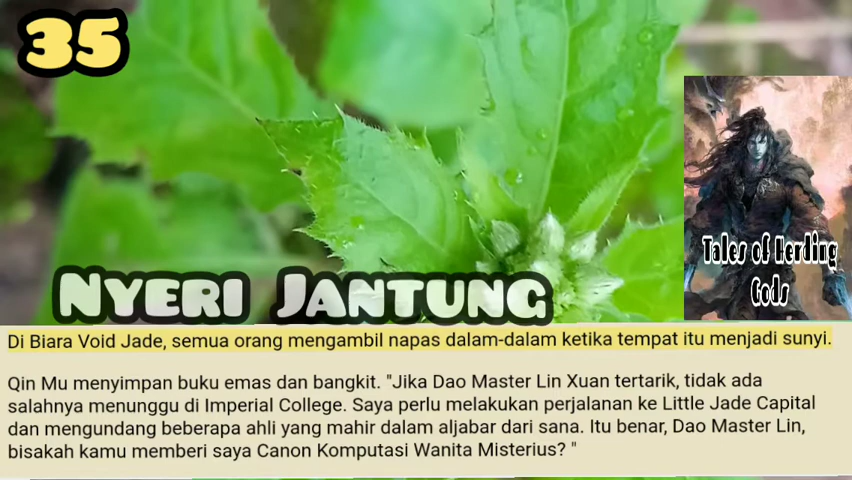 35
Tales of Herding
Gods
NYERI JANTUNG
Di Biara Void Jade, semua orang mengambil napas dalam-dalam ketika tempat itu menjadi sunyi.
Qin Mu menyimpan buku emas dan bangkit. "Jika Dao Master Lin Xuan tertarik, tidak ada
salahnya menunggu di Imperial College. Saya perlu melakukan perjalanan ke Little Jade Capital
dan mengundang beberapa ahli yang mahir dalam aljabar dari sana. Itu benar, Dao Master Lin,
bisakah kamu memberi saya Canon Komputasi Wanita Misterius? "